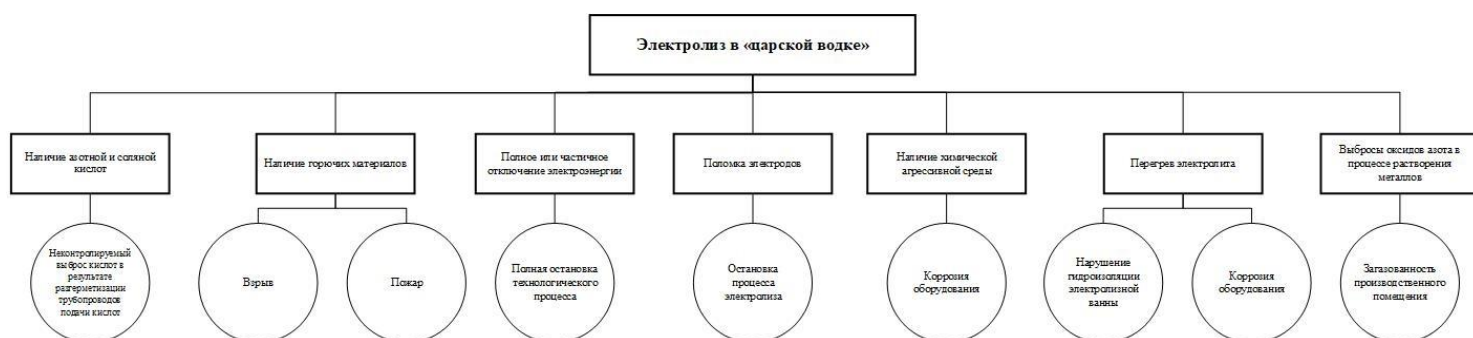 Электролиз в «царской водке»
Наличие азотной и соляной
кислот
Наличие горючих материалов
Полное или частичное
отключение электроэнергии
Поломка электродов
Наличие химической
агрессивной среды
Перегрев электролита
Выбросы оксидов азота в
процессе растворения
металлов
Неконтролируемый
выброс кислот в
результате
разгерметизации
трубопроводов
подачи кислот
Взрыв
Пожар
Полная остановка
технологического
процесса
Остановка
процесса
электролиза
Коррозия
оборудования
Нарушение
гидроизоляции
электролизной
ванны
Коррозия
оборудования
Загазованность
производственного
помещения